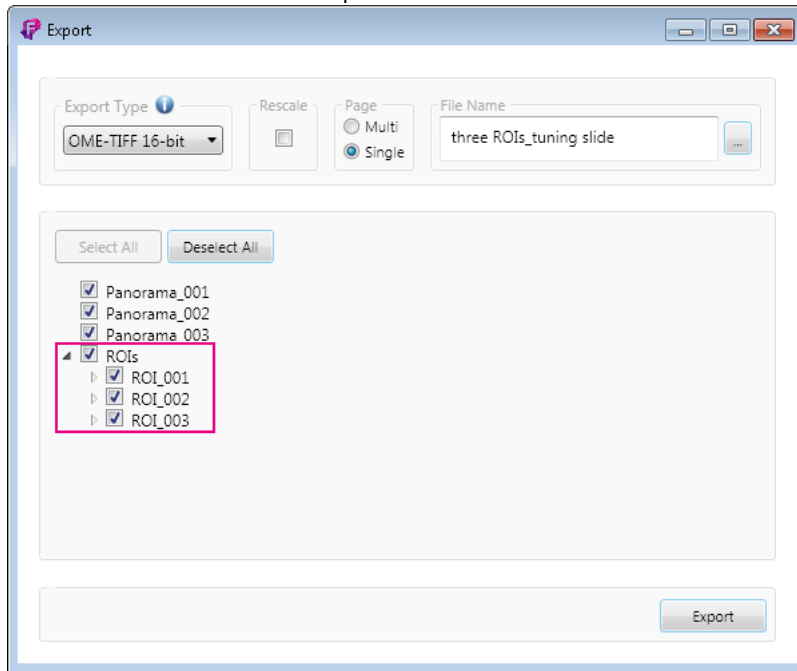 Export
Export Type
Rescale
Page
File Name
OME-TIFF 16-bit
Multi
Single
three ROIs_tuning slide
...
Select All
Deselect All
Panorama_001
Panorama_002
Panorama_003
ROIs
ROI_001
ROI_002
ROI_003
Export